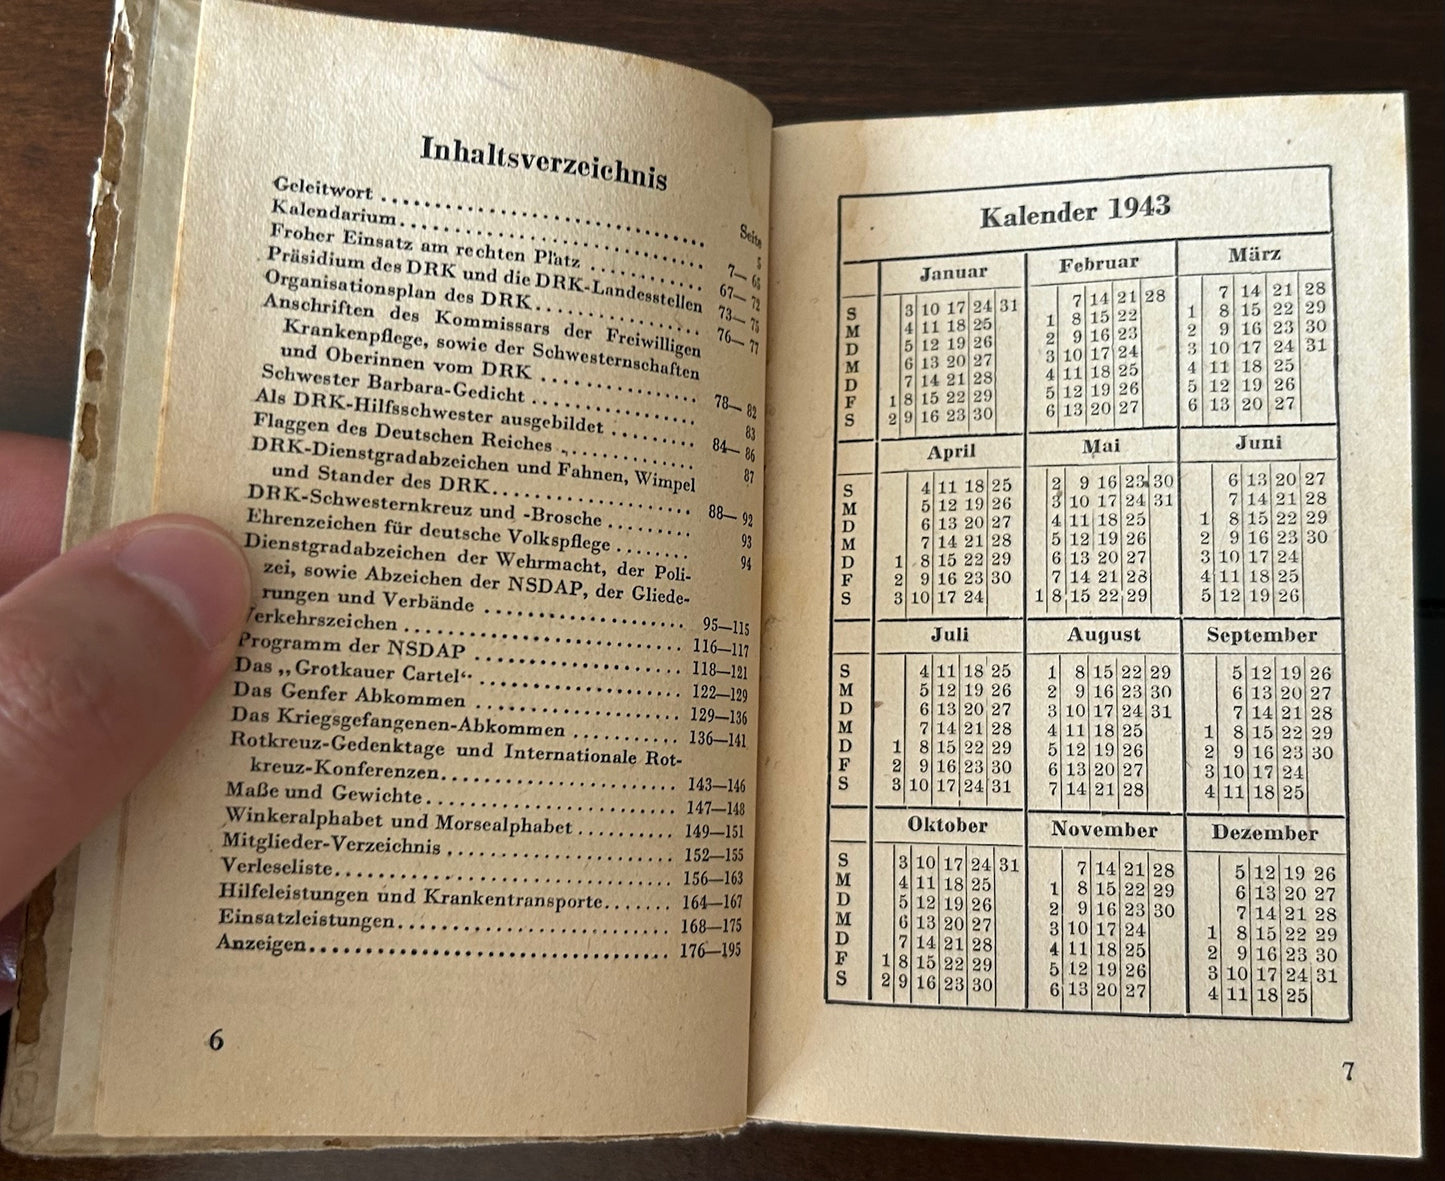 Inhaltsverzeichnis
Seite
Geleitwort ........ 5
Kalendarium ........ 7—66
Froher Einsatz am rechten Platz ........ 67—72
Präsidium des DRK und die DRK-Landesstellen 73—75
Organisationsplan des DRK ........ 76—77
Anschriften des Kommissars der Freiwilligen
Krankenpflege, sowie der Schwesternschaften
und Oberinnen vom DRK ........ 78—82
Schwester Barbara-Gedicht ........ 83
Als DRK-Hilfsschwester ausgebildet ........ 84—86
Flaggen des Deutschen Reiches ........ 87
DRK-Dienstgradabzeichen und Fahnen, Wimpel
und Stander des DRK ........ 88—92
DRK-Schwesternkreuz und -Brosche ........ 93
Ehrenzeichen für deutsche Volkspflege ........ 94
Dienstgradabzeichen der Wehrmacht, der Poli-
zei, sowie Abzeichen der NSDAP, der Gliede-
rungen und Verbände ........ 95—115
Verkehrszeichen ........ 116—117
Programm der NSDAP ........ 118—121
Das „Grotkauer Cartel“ ........ 122—129
Das Genfer Abkommen ........ 129—136
Das Kriegsgefangenen-Abkommen ........ 136—141
Rotkreuz-Gedenktage und Internationale Rot-
kreuz-Konferenzen ........ 143—146
Maße und Gewichte ........ 147—148
Winkeralphabet und Morsealphabet ........ 149—151
Mitglieder-Verzeichnis ........ 152—155
Verleseliste ........ 156—163
Hilfeleistungen und Krankentransporte ........ 164—167
Einsatzleistungen ........ 168—175
Anzeigen ........ 176—195
6
Kalender 1943
Januar Februar März
S 3 10 17 24 31 7 14 21 28 7 14 21 28
M 4 11 18 25 1 8 15 22 1 8 15 22 29
D 5 12 19 26 2 9 16 23 2 9 16 23 30
M 6 13 20 27 3 10 17 24 3 10 17 24 31
D 7 14 21 28 4 11 18 25 4 11 18 25
F 1 8 15 22 29 5 12 19 26 5 12 19 26
S 2 9 16 23 30 6 13 20 27 6 13 20 27
April Mai Juni
S 4 11 18 25 2 9 16 23 30 6 13 20 27
M 5 12 19 26 3 10 17 24 31 7 14 21 28
D 6 13 20 27 4 11 18 25 1 8 15 22 29
M 7 14 21 28 5 12 19 26 2 9 16 23 30
D 1 8 15 22 29 6 13 20 27 3 10 17 24
F 2 9 16 23 30 7 14 21 28 4 11 18 25
S 3 10 17 24 1 8 15 22 29 5 12 19 26
Juli August September
S 4 11 18 25 1 8 15 22 29 5 12 19 26
M 5 12 19 26 2 9 16 23 30 6 13 20 27
D 6 13 20 27 3 10 17 24 31 7 14 21 28
M 7 14 21 28 4 11 18 25 1 8 15 22 29
D 1 8 15 22 29 5 12 19 26 2 9 16 23 30
F 2 9 16 23 30 6 13 20 27 3 10 17 24
S 3 10 17 24 31 7 14 21 28 4 11 18 25
Oktober November Dezember
S 3 10 17 24 31 7 14 21 28 5 12 19 26
M 4 11 18 25 1 8 15 22 29 6 13 20 27
D 5 12 19 26 2 9 16 23 30 7 14 21 28
M 6 13 20 27 3 10 17 24 1 8 15 22 29
D 7 14 21 28 4 11 18 25 2 9 16 23 30
F 1 8 15 22 29 5 12 19 26 3 10 17 24 31
S 2 9 16 23 30 6 13 20 27 4 11 18 25
7